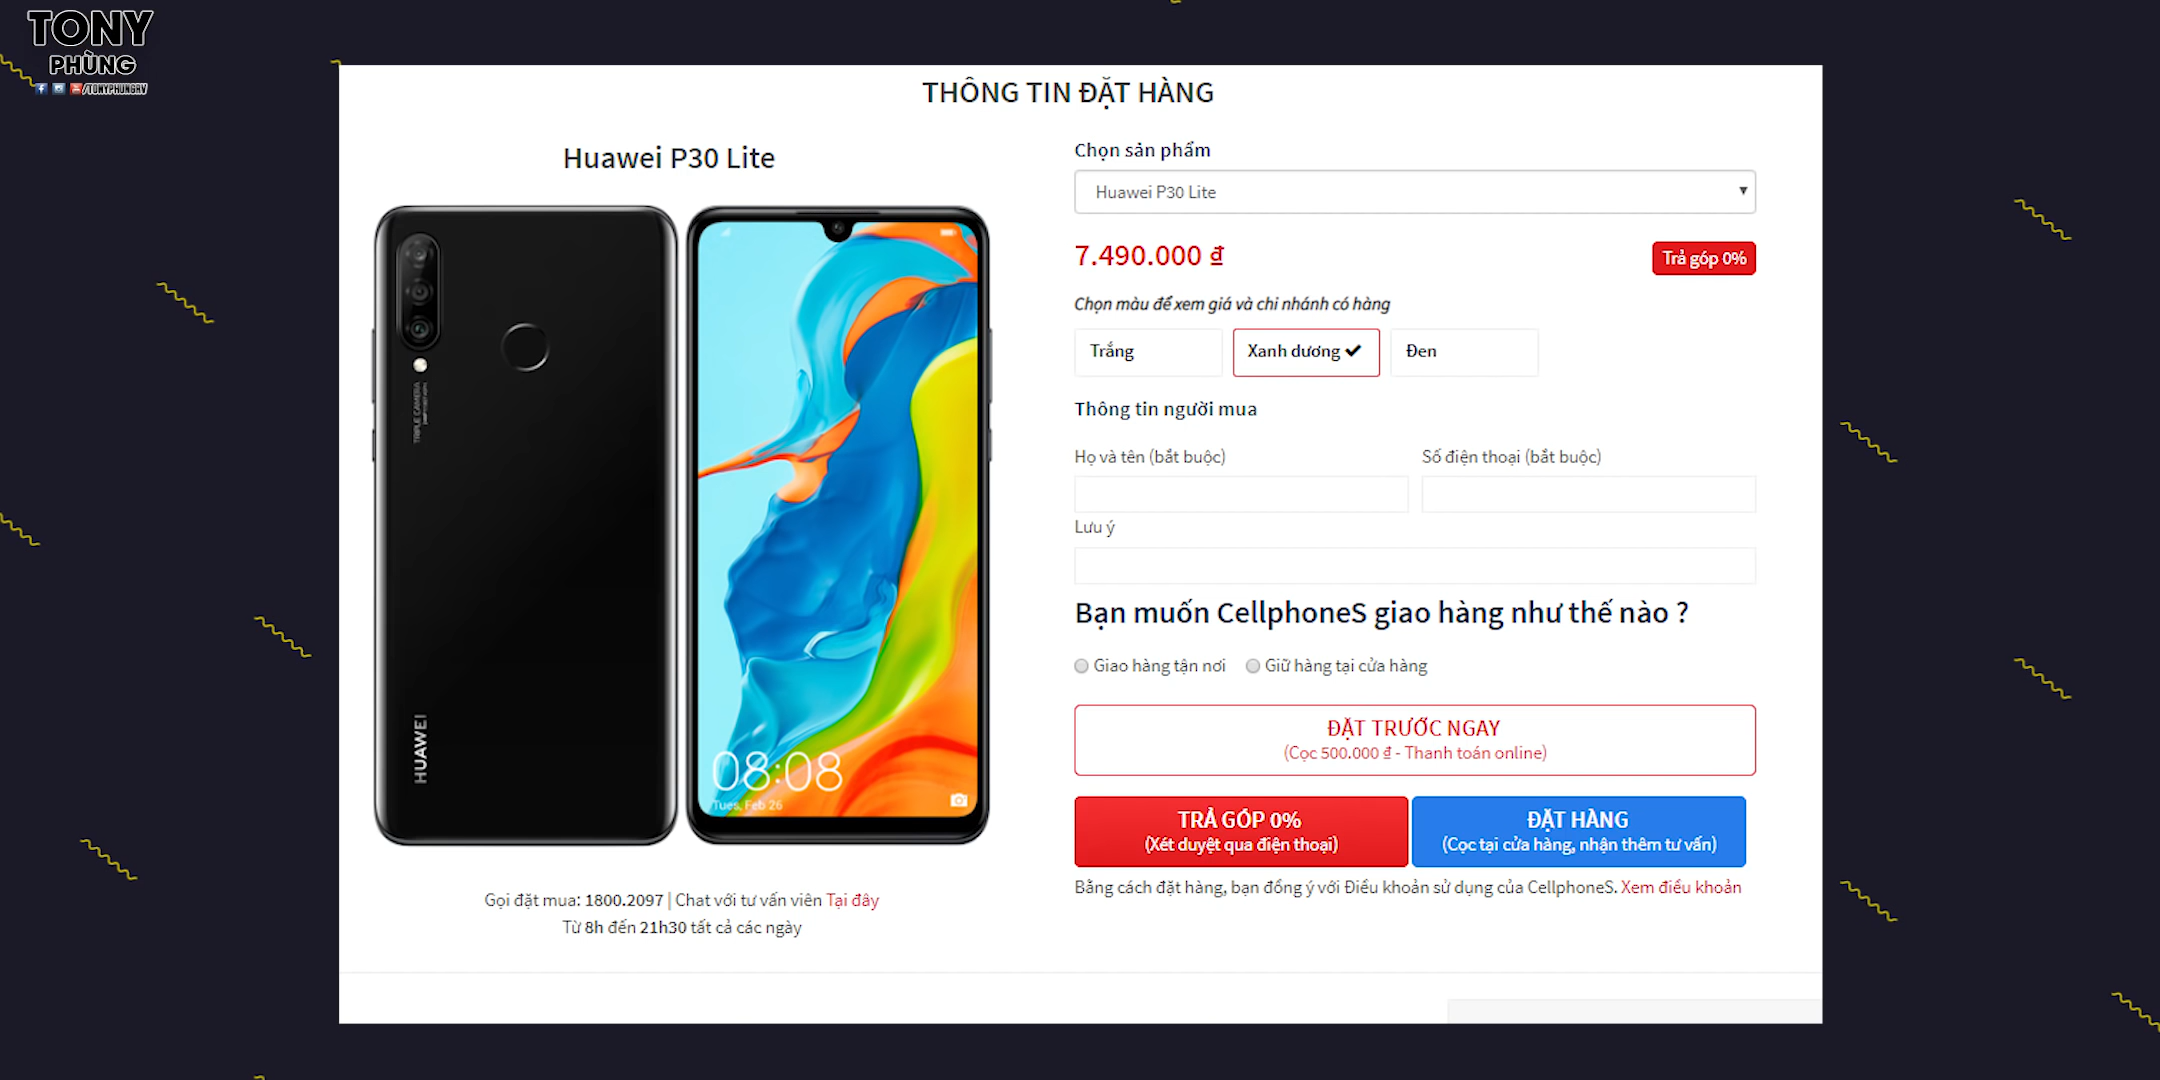 TONY
PHÙNG
/TONYPHUNGRV
THÔNG TIN ĐẶT HÀNG
Huawei P30 Lite
TRIPLE CAMERA
HUAWEI
08:08
Tues, Feb 26
Gọi đặt mua: 1800.2097 | Chat với tư vấn viên Tại đây
Từ 8h đến 21h30 tất cả các ngày
Chọn sản phẩm
Huawei P30 Lite
7.490.000 đ
Trả góp 0%
Chọn màu để xem giá và chi nhánh có hàng
Trắng
Xanh dương ✔
Đen
Thông tin người mua
Họ và tên (bắt buộc)
Số điện thoại (bắt buộc)
Lưu ý
Bạn muốn CellphoneS giao hàng như thế nào ?
Giao hàng tận nơi
Giữ hàng tại cửa hàng
ĐẶT TRƯỚC NGAY
(Cọc 500.000 đ - Thanh toán online)
TRẢ GÓP 0%
(Xét duyệt qua điện thoại)
ĐẶT HÀNG
(Cọc tại cửa hàng, nhận thêm tư vấn)
Bằng cách đặt hàng, bạn đồng ý với Điều khoản sử dụng của CellphoneS. Xem điều khoản